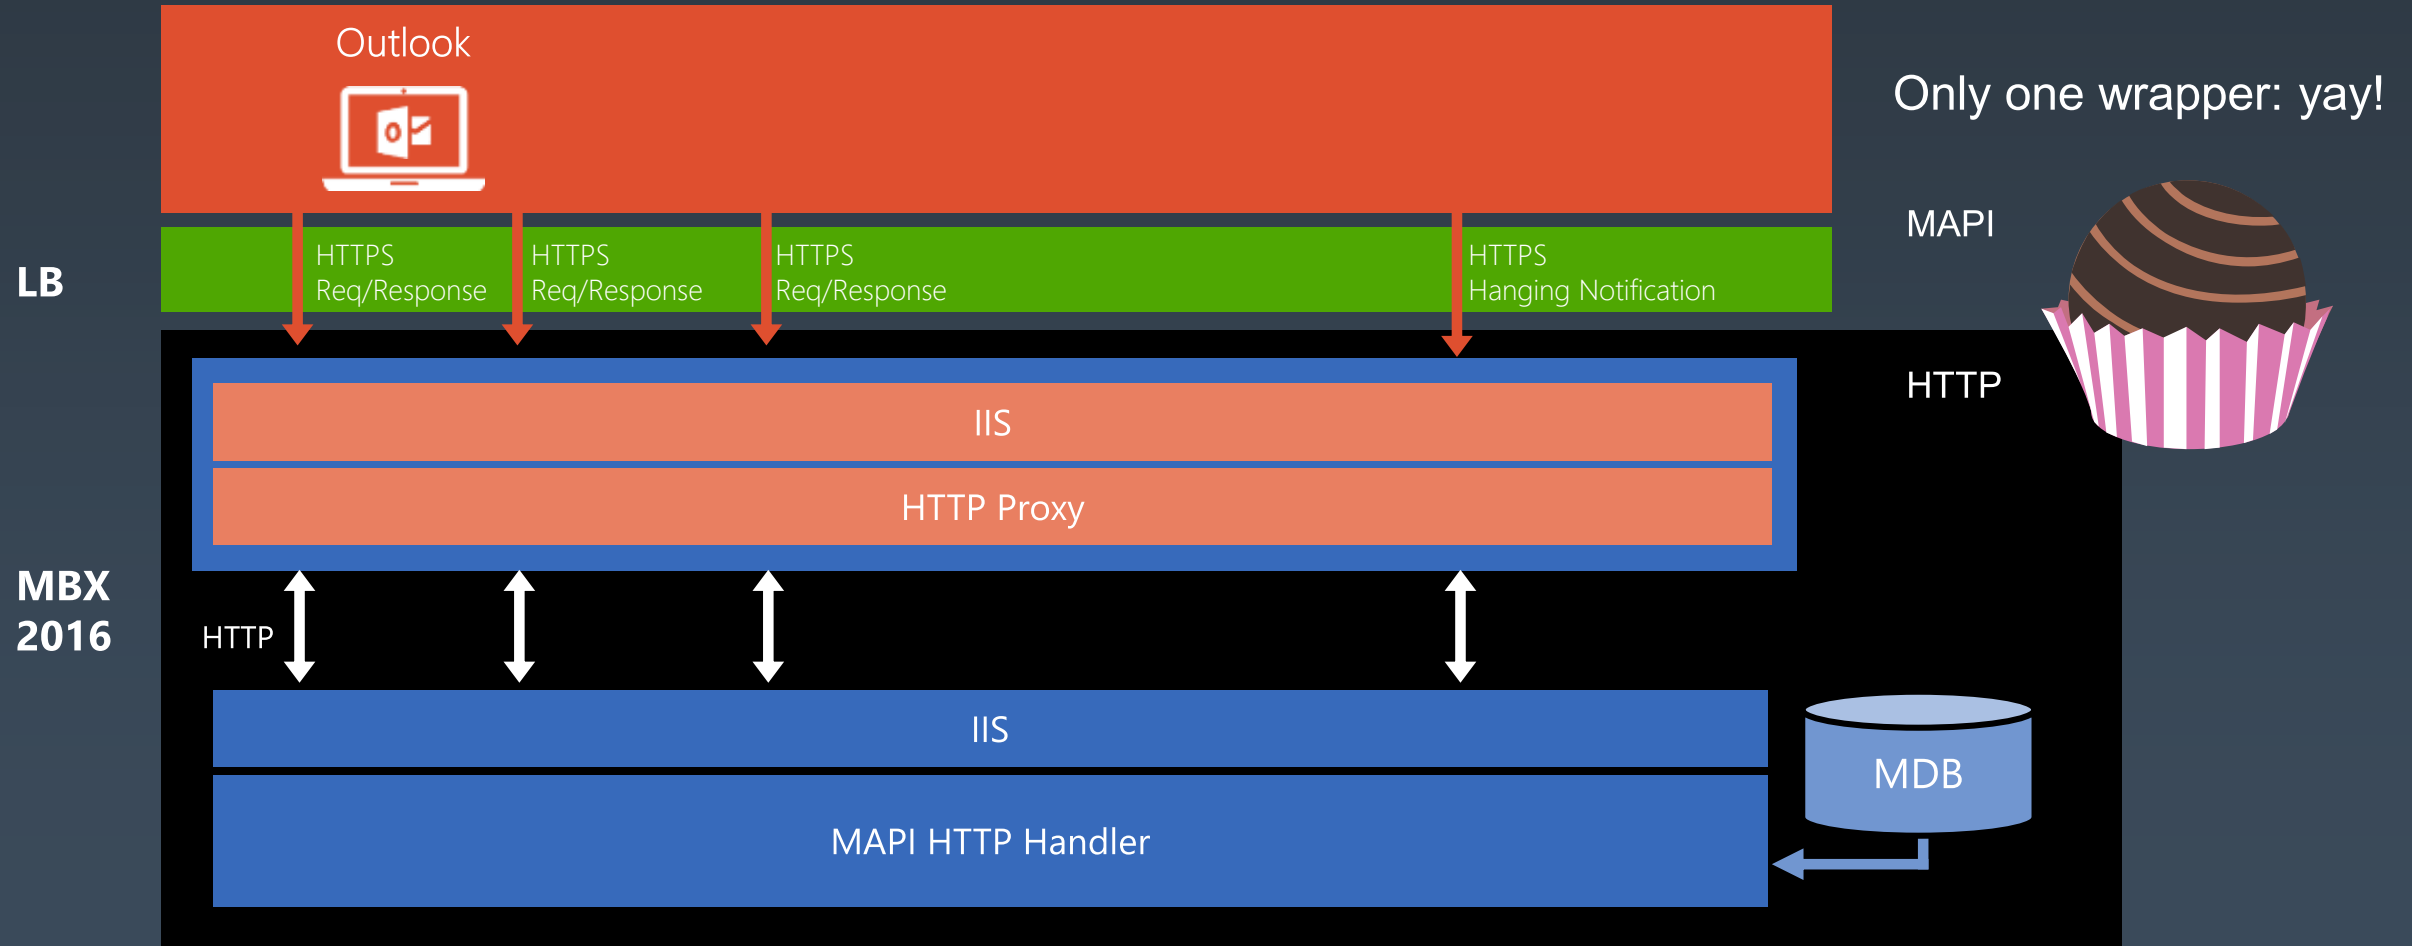 Outlook
Only one wrapper: yay!
MAPI
LB
HTTPS
Req/Response
HTTPS
Req/Response
HTTPS
Req/Response
HTTPS
Hanging Notification
HTTP
IIS
HTTP Proxy
MBX
2016
HTTP
IIS
MDB
MAPI HTTP Handler